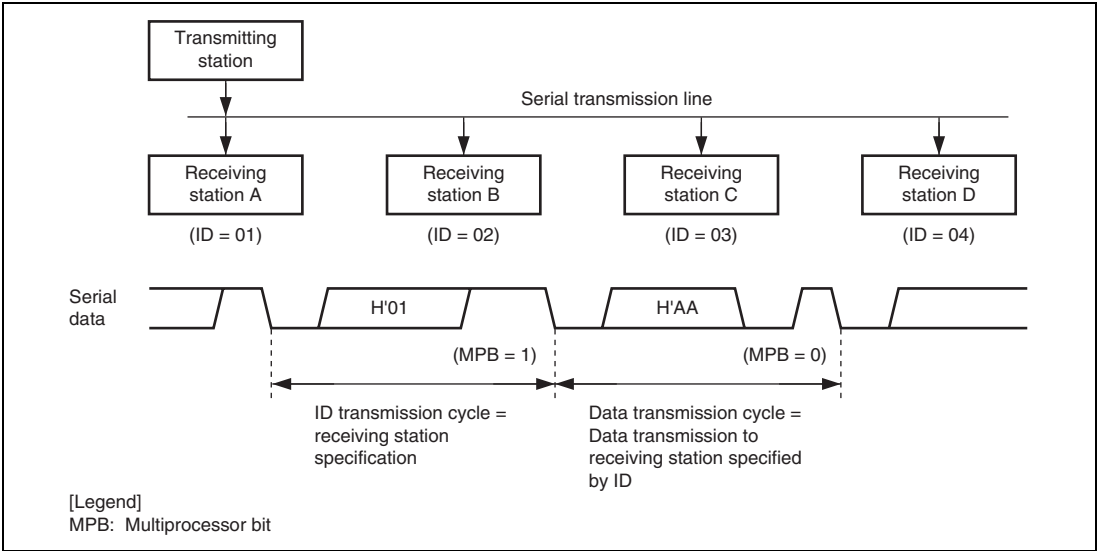 Transmitting
station
Serial transmission line
Receiving
station A
Receiving
station B
Receiving
station C
Receiving
station D
(ID = 01)
(ID = 02)
(ID = 03)
(ID = 04)
Serial
data
H'01
H'AA
(MPB = 1)
(MPB = 0)
ID transmission cycle =
receiving station
specification
Data transmission cycle =
Data transmission to
receiving station specified
by ID
[Legend]
MPB: Multiprocessor bit